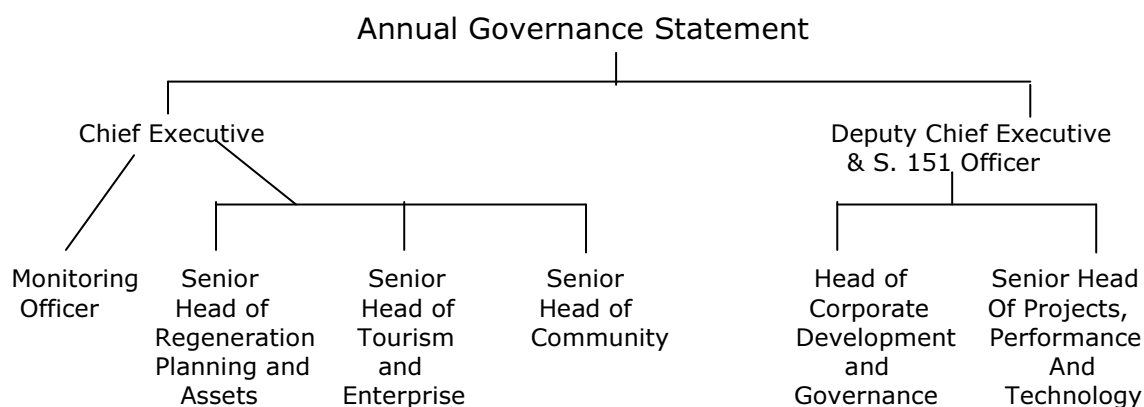 Annual Governance Statement
Chief Executive
Deputy Chief Executive
& S. 151 Officer
Monitoring
Officer
Senior
Head of
Regeneration
Planning and
Assets
Senior
Head of
Tourism
and
Enterprise
Senior
Head of
Community
Head of
Corporate
Development
and
Governance
Senior Head
Of Projects,
Performance
And
Technology